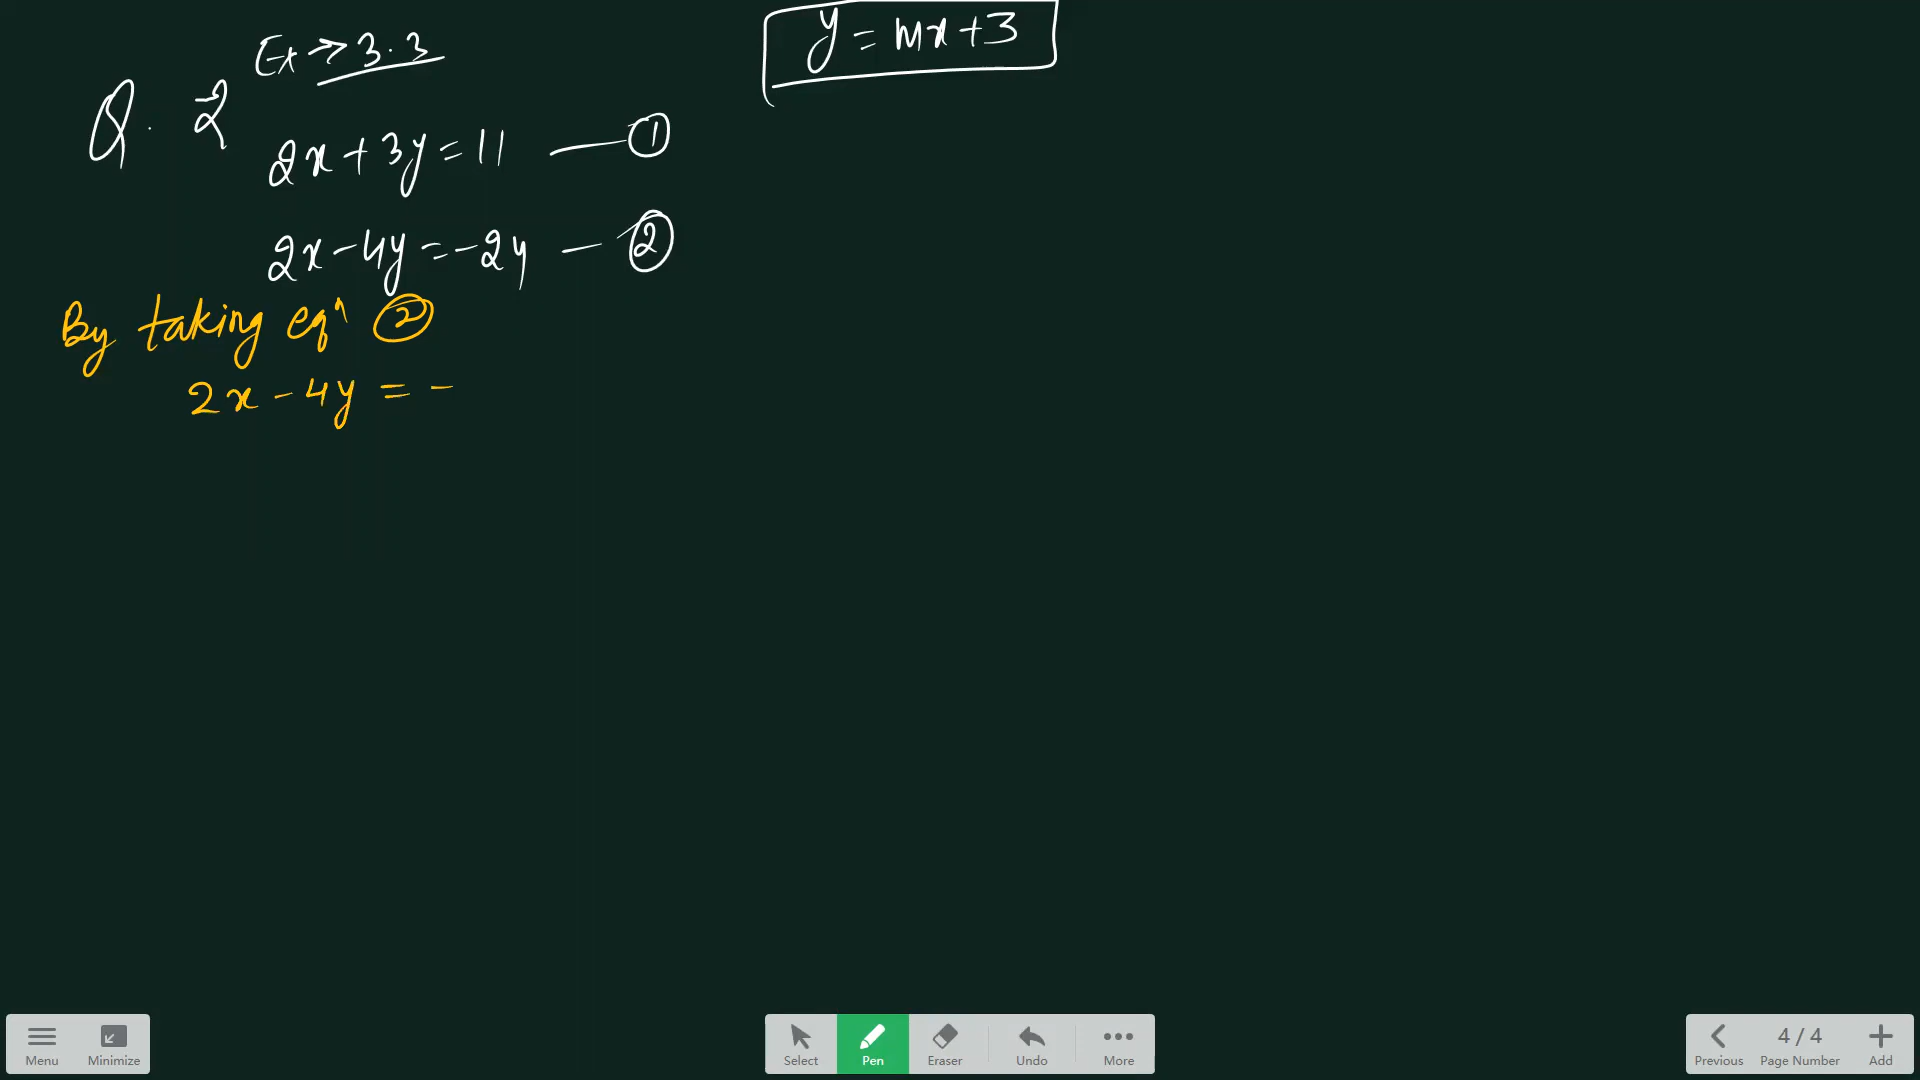 Ex → 3.3
y = mx + 3
Q. 2
2x + 3y = 11 — ①
2x - 4y = -24 — ②
By taking eqn ②
2x - 4y = -
Menu
Minimize
Select
Pen
Eraser
Undo
More
Previous
4 / 4
Page Number
Add